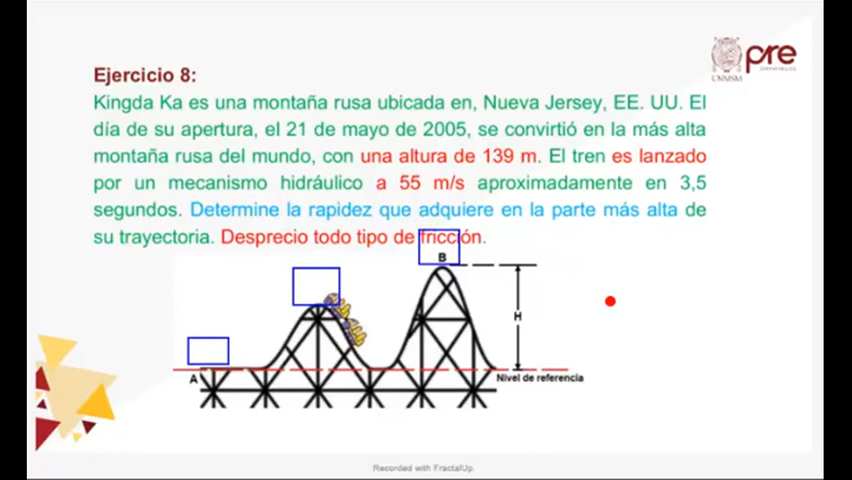 pre
UNMSM
Ejercicio 8:
Kingda Ka es una montaña rusa ubicada en, Nueva Jersey, EE. UU. El
día de su apertura, el 21 de mayo de 2005, se convirtió en la más alta
montaña rusa del mundo, con una altura de 139 m. El tren es lanzado
por un mecanismo hidráulico a 55 m/s aproximadamente en 3,5
segundos. Determine la rapidez que adquiere en la parte más alta de
su trayectoria. Desprecio todo tipo de fricción.
B
H
A
Nivel de referencia
Recorded with FractalUp.